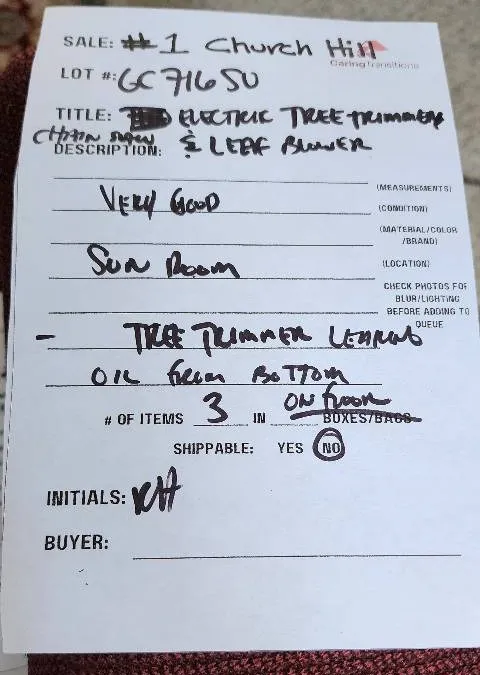 SALE: #1 Church Hill
Caring transitions
LOT #: GC716SU
TITLE: ELECTRIC TREE TRIMMERS
CHAIN SAW
DESCRIPTION: & LEAF BLOWER
(MEASUREMENTS)
VERY GOOD (CONDITION)
(MATERIAL/COLOR
/BRAND)
SUN ROOM (LOCATION)
CHECK PHOTOS FOR
BLUR/LIGHTING
BEFORE ADDING TO
QUEUE
- TREE TRIMMER LEAKING
OIL FROM BOTTOM
# OF ITEMS 3 IN ON FLOOR BOXES/BAGS
SHIPPABLE: YES NO
INITIALS: KH
BUYER: